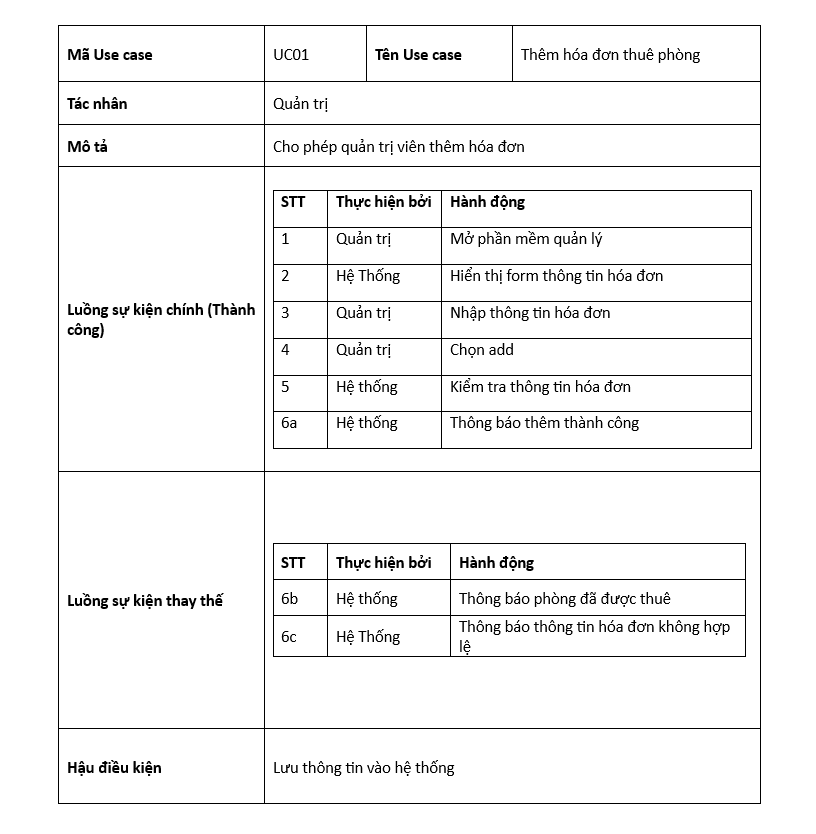 Mã Use case UC01 Tên Use case Thêm hóa đơn thuê phòng
Tác nhân Quản trị
Mô tả Cho phép quản trị viên thêm hóa đơn
Luồng sự kiện chính (Thành
công)
STT Thực hiện bởi Hành động
1 Quản trị Mở phần mềm quản lý
2 Hệ Thống Hiển thị form thông tin hóa đơn
3 Quản trị Nhập thông tin hóa đơn
4 Quản trị Chọn add
5 Hệ thống Kiểm tra thông tin hóa đơn
6a Hệ thống Thông báo thêm thành công
Luồng sự kiện thay thế
STT Thực hiện bởi Hành động
6b Hệ thống Thông báo phòng đã được thuê
6c Hệ Thống Thông báo thông tin hóa đơn không hợp
lệ
Hậu điều kiện Lưu thông tin vào hệ thống